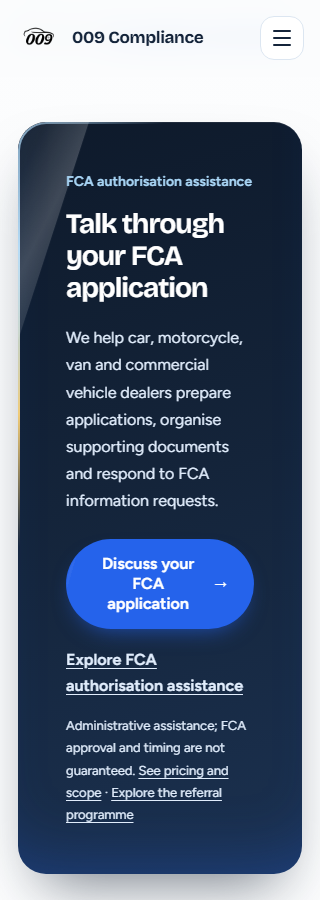 009
009 Compliance
FCA authorisation assistance
Talk through
your FCA
application
We help car, motorcycle,
van and commercial
vehicle dealers prepare
applications, organise
supporting documents
and respond to FCA
information requests.
Discuss your
FCA
application
→
Explore FCA
authorisation assistance
Administrative assistance; FCA
approval and timing are not
guaranteed. See pricing and
scope · Explore the referral
programme